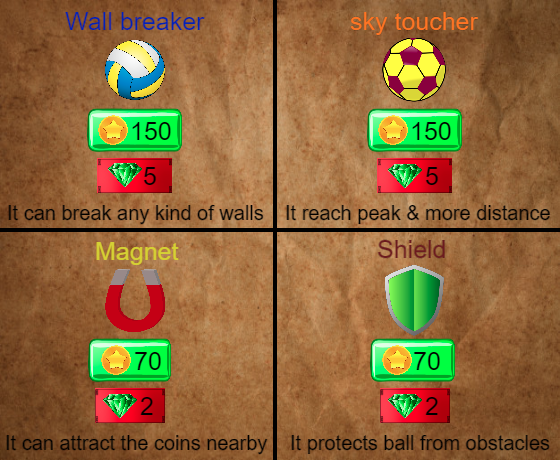 Wall breaker
150
5
It can break any kind of walls
sky toucher
150
5
It reach peak & more distance
Magnet
70
2
It can attract the coins nearby
Shield
70
2
It protects ball from obstacles